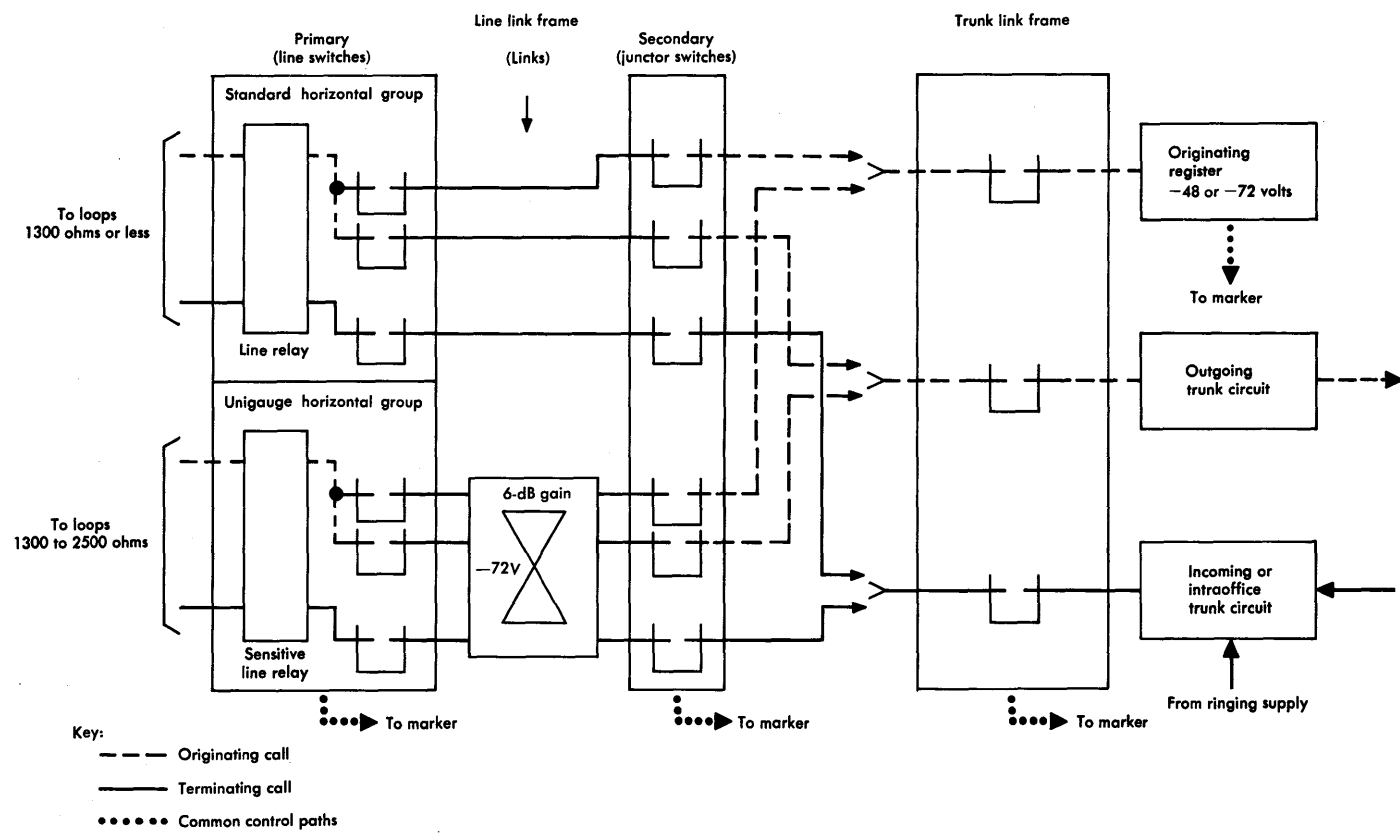 Line link frame
Trunk link frame
Primary
(line switches)
(Links)
Secondary
(junctor switches)
Standard horizontal group
To loops
1300 ohms or less
Line relay
Originating
register
−48 or −72 volts
To marker
Outgoing
trunk circuit
Unigauge horizontal group
To loops
1300 to 2500 ohms
6-dB gain
−72V
Sensitive
line relay
Incoming or
intraoffice
trunk circuit
From ringing supply
To marker
To marker
To marker
Key:
Originating call
Terminating call
Common control paths